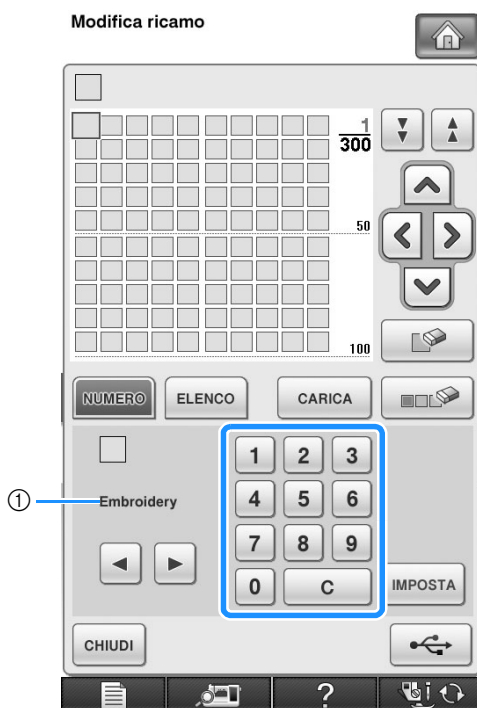 Modifica ricamo
1
300
50
100
NUMERO ELENCO CARICA
1 2 3
① Embroidery 4 5 6
7 8 9
0 C IMPOSTA
CHIUDI
? i